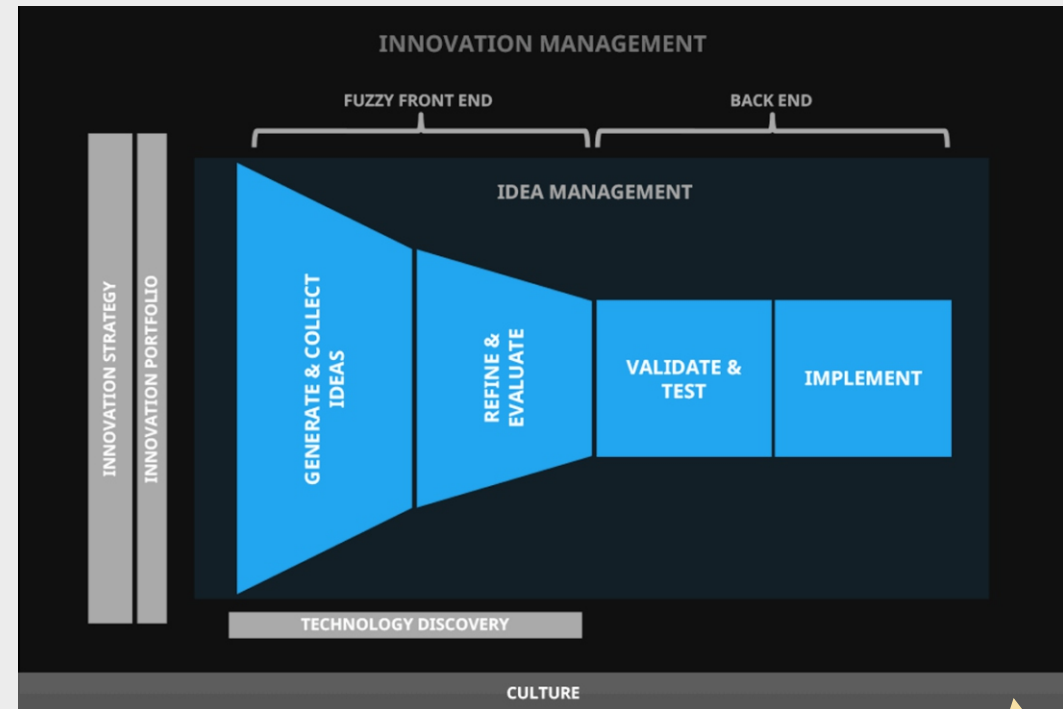 INNOVATION MANAGEMENT
FUZZY FRONT END
BACK END
IDEA MANAGEMENT
INNOVATION STRATEGY
INNOVATION PORTFOLIO
GENERATE & COLLECT
IDEAS
REFINE &
EVALUATE
VALIDATE &
TEST
IMPLEMENT
TECHNOLOGY DISCOVERY
CULTURE